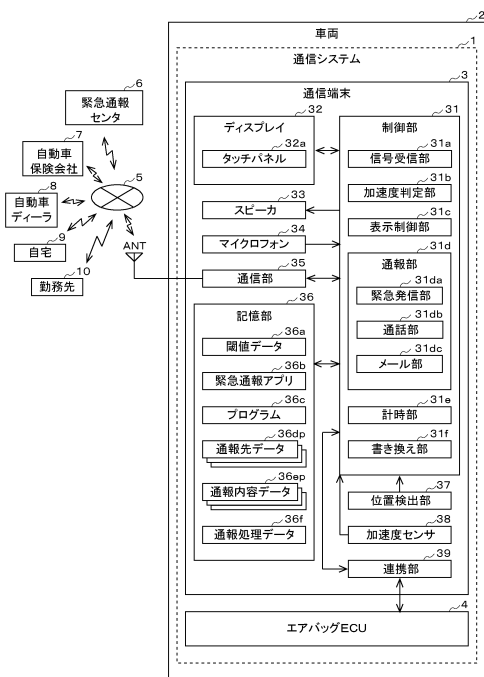 2
車両
1
通信システム
3
通信端末
6
緊急通報
センタ
7
自動車
保険会社
8
自動車
ディーラ
9
自宅
10
勤務先
5
ANT
32
ディスプレイ
32a
タッチパネル
33
スピーカ
34
マイクロフォン
35
通信部
36
記憶部
36a
閾値データ
36b
緊急通報アプリ
36c
プログラム
36dp
通報先データ
36ep
通報内容データ
36f
通報処理データ
31
制御部
31a
信号受信部
31b
加速度判定部
31c
表示制御部
31d
通報部
31da
緊急発信部
31db
通話部
31dc
メール部
31e
計時部
31f
書き換え部
37
位置検出部
38
加速度センサ
39
連携部
4
エアバッグECU